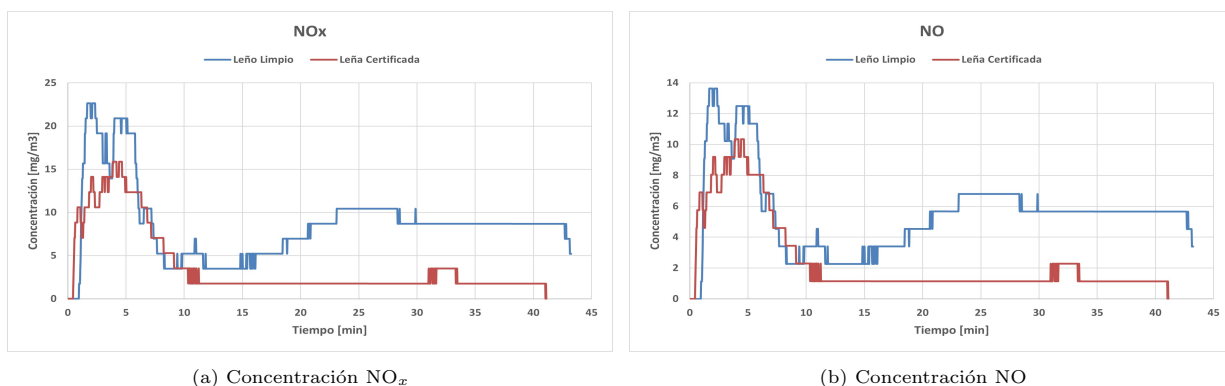 NOx
Leño Limpio
Leña Certificada
Concentración [mg/m3]
25
20
15
10
5
0
0 5 10 15 20 25 30 35 40 45
Tiempo [min]
(a) Concentración NOx
NO
Leño Limpio
Leña Certificada
Concentración [mg/m3]
14
12
10
8
6
4
2
0
0 5 10 15 20 25 30 35 40 45
Tiempo [min]
(b) Concentración NO